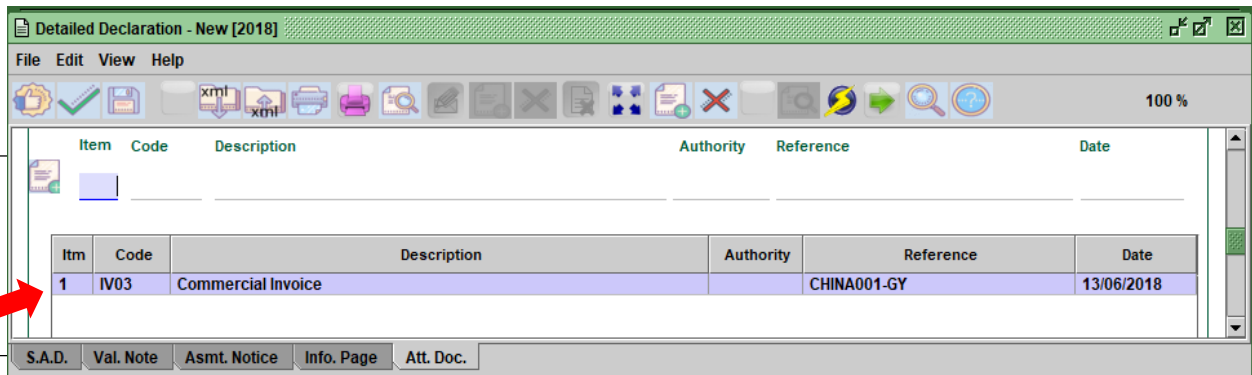 Detailed Declaration - New [2018]
File Edit View Help
xml xml 100 %
Item Code Description Authority Reference Date
Itm Code Description Authority Reference Date
1 IV03 Commercial Invoice CHINA001-GY 13/06/2018
S.A.D. Val. Note Asmt. Notice Info. Page Att. Doc.